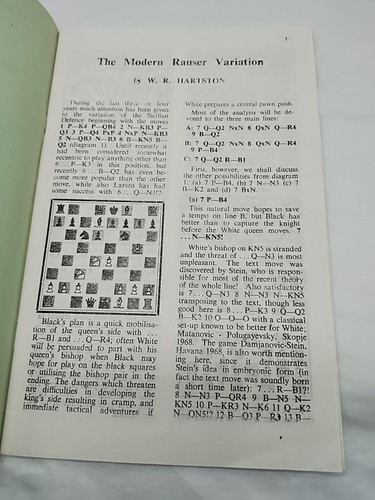 The Modern Rauser Variation
by W. R. HARTSTON
During the last three or four
years much attention has been given
to the variation of the Sicilian
Defence beginning with the moves
1 P—K4 P—QB4 2 N—KB3 P—
Q3 3 P—Q4 PxP 4 NxP N—KB3
5 N—QB3 N—B3 6 B—KN5 B—
Q2 (diagram 1). Until recently it
had been considered somewhat
eccentric to play anything other than
6 ... P—K3 in this position, but
recently 6 ... B—Q2 has even be-
come more popular than the other
move, while also Larsen has had
some success with 6 ... Q—N3!?
Black's plan is a quick mobilisa-
tion of the queen's side with ...
R—B1 and ... Q—R4; often White
will be persuaded to part with his
queen's bishop when Black may
hope for play on the black squares
or utilising the bishop pair in the
ending. The dangers which threaten
are difficulties in developing the
king's side resulting in cramp, and
immediate tactical adventures if
White prepares a central pawn push.
Most of the analysis will be de-
voted to the three main lines:
A: 7 Q—Q2 NxN 8 QxN Q—R4
9 B—Q2
B: 7 Q—Q2 NxN 8 QxN Q—R4
9 P—B4
C: 7 Q—Q2 R—B1
First, however, we shall discuss
the other possibilities from diagram
1: (a) 7 P—B4, (b) 7 N—N3 (c) 7
B—K2 and (d) 7 BxN
(a) 7 P—B4
This natural move hopes to save
a tempo on line B, but Black has
better than to capture the knight
before the White queen moves. 7
... N—KN5!
White's bishop on KN5 is stranded
and the threat of ... Q—N3 is most
unpleasant. The text move was
discovered by Stein, who is respon-
sible for most of the recent theory
of the whole line! Also satisfactory
is 7 ... Q—N3 8 N—N3 N—KN5
transposing to the text, though less
good here is 8 ... P—K3 9 Q—Q2
B—K2 10 O—O—O with a classical
set-up known to be better for White;
Matanovic - Polugayevsky, Skopje
1968. The game Damjanovic-Stein,
Havana 1968, is also worth mention-
ing here, since it demonstrates
Stein's idea in embryonic form (in
fact the text move was soundly born
a short time later): 7 ... R—B1?!
8 N—N3 P—QR4 9 B—N5 N—
KN5 10 P—KR3 N—K6 11 Q—K2
N—QN5!? 12 B—Q3 P—R3 13 B—